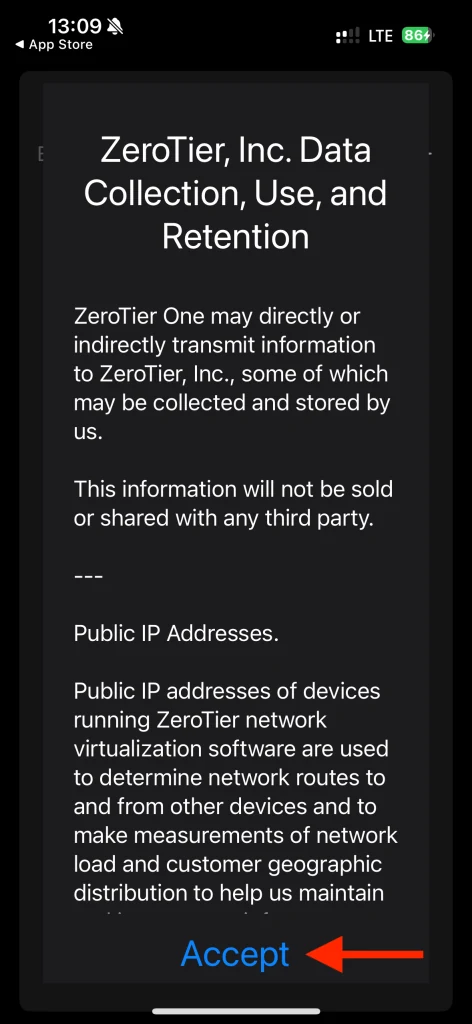 13:09
LTE 86
◀ App Store
ZeroTier, Inc. Data
Collection, Use, and
Retention
ZeroTier One may directly or
indirectly transmit information
to ZeroTier, Inc., some of which
may be collected and stored by
us.
This information will not be sold
or shared with any third party.
---
Public IP Addresses.
Public IP addresses of devices
running ZeroTier network
virtualization software are used
to determine network routes to
and from other devices and to
make measurements of network
load and customer geographic
distribution to help us maintain
Accept